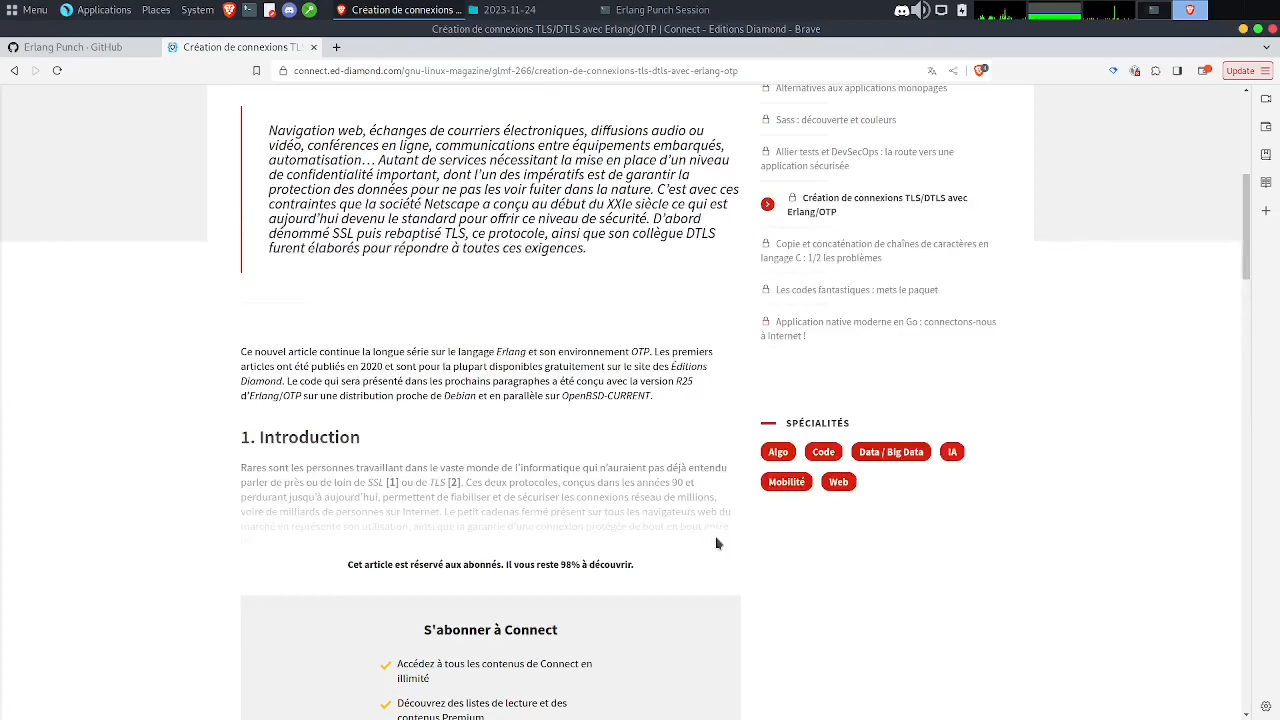 Menu Applications Places System Création de connexions ... 2023-11-24 Erlang Punch Session
Création de connexions TLS/DTLS avec Erlang/OTP | Connect - Editions Diamond - Brave
Erlang Punch · GitHub Création de connexions TLS
connect.ed-diamond.com/gnu-linux-magazine/glmf-266/creation-de-connexions-tls-dtls-avec-erlang-otp Update
Navigation web, échanges de courriers électroniques, diffusions audio ou
vidéo, conférences en ligne, communications entre équipements embarqués,
automatisation… Autant de services nécessitant la mise en place d’un niveau
de confidentialité important, dont l’un des impératifs est de garantir la
protection des données pour ne pas les voir fuiter dans la nature. C’est avec ces
contraintes que la société Netscape a conçu au début du XXIe siècle ce qui est
aujourd’hui devenu le standard pour offrir ce niveau de sécurité. D’abord
dénommé SSL puis rebaptisé TLS, ce protocole, ainsi que son collègue DTLS
furent élaborés pour répondre à toutes ces exigences.
Ce nouvel article continue la longue série sur le langage Erlang et son environnement OTP. Les premiers
articles ont été publiés en 2020 et sont pour la plupart disponibles gratuitement sur le site des Éditions
Diamond. Le code qui sera présenté dans les prochains paragraphes a été conçu avec la version R25
d’Erlang/OTP sur une distribution proche de Debian et en parallèle sur OpenBSD-CURRENT.
1. Introduction
Rares sont les personnes travaillant dans le vaste monde de l’informatique qui n’auraient pas déjà entendu
parler de près ou de loin de SSL [1] ou de TLS [2]. Ces deux protocoles, conçus dans les années 90 et
perdurant jusqu’à aujourd’hui, permettent de fiabiliser et de sécuriser les connexions réseau de millions,
voire de milliards de personnes sur Internet. Le petit cadenas fermé présent sur tous les navigateurs web du
marché en représente son utilisation, ainsi que la garantie d’une connexion protégée de bout en bout entre
Cet article est réservé aux abonnés. Il vous reste 98% à découvrir.
S'abonner à Connect
Accédez à tous les contenus de Connect en
illimité
Découvrez des listes de lecture et des
contenus Premium
Alternatives aux applications monopages
Sass : découverte et couleurs
Allier tests et DevSecOps : la route vers une
application sécurisée
Création de connexions TLS/DTLS avec
Erlang/OTP
Copie et concaténation de chaînes de caractères en
langage C : 1/2 les problèmes
Les codes fantastiques : mets le paquet
Application native moderne en Go : connectons-nous
à Internet !
SPÉCIALITÉS
Algo Code Data / Big Data IA
Mobilité Web